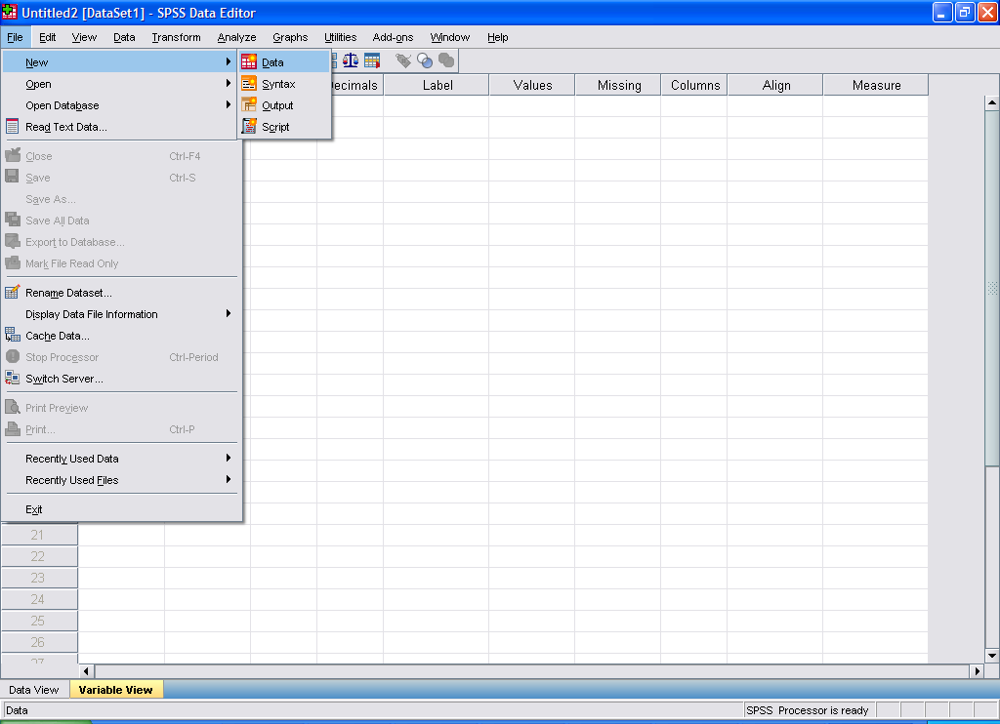 Untitled2 [DataSet1] - SPSS Data Editor
File Edit View Data Transform Analyze Graphs Utilities Add-ons Window Help
New
Data
Open
Syntax
Open Database
Output
Read Text Data...
Script
Decimals Label Values Missing Columns Align Measure
Close Ctrl-F4
Save Ctrl-S
Save As...
Save All Data
Export to Database...
Mark File Read Only
Rename Dataset...
Display Data File Information
Cache Data...
Stop Processor Ctrl-Period
Switch Server...
Print Preview
Print... Ctrl-P
Recently Used Data
Recently Used Files
Exit
21
22
23
24
25
26
27
Data View Variable View
Data SPSS Processor is ready